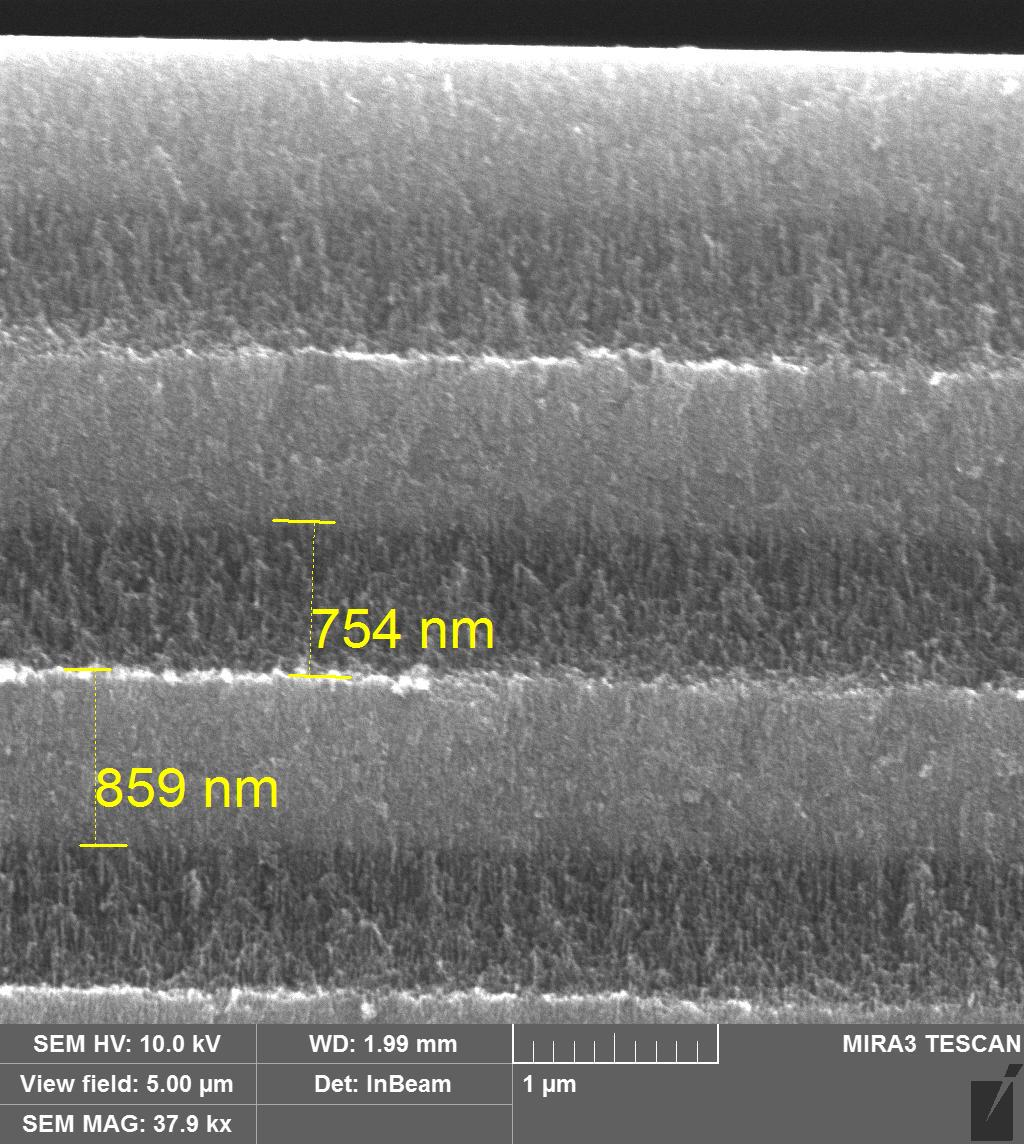 754 nm
859 nm
SEM HV: 10.0 kV
WD: 1.99 mm
MIRA3 TESCAN
View field: 5.00 µm
Det: InBeam
1 µm
SEM MAG: 37.9 kx